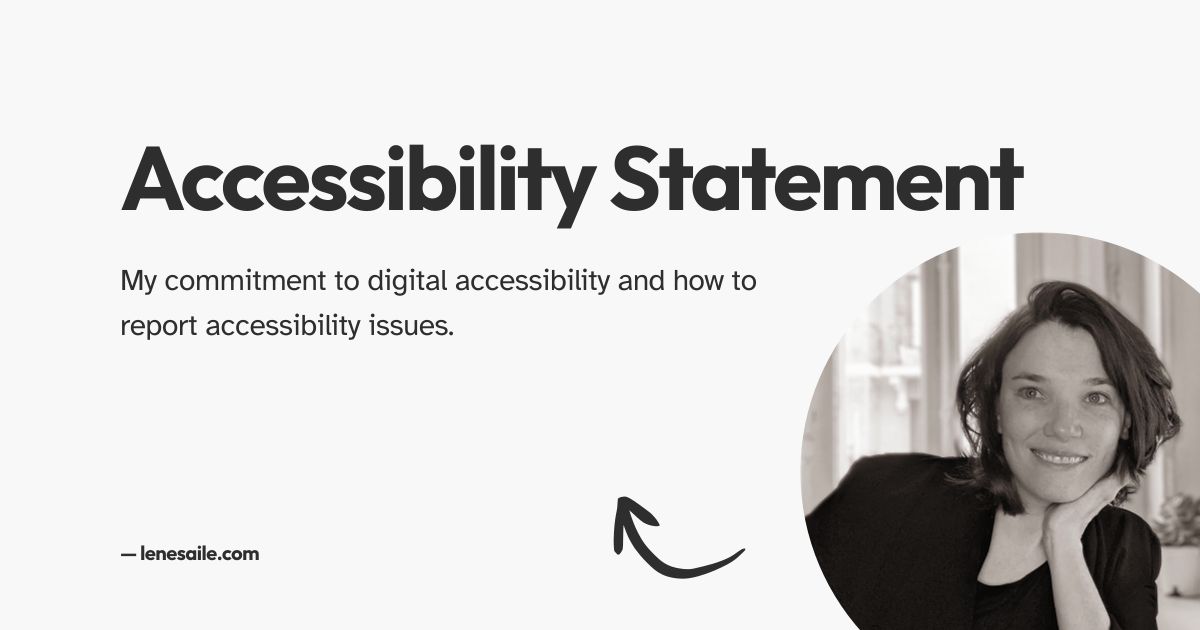 Accessibility Statement
My commitment to digital accessibility and how to
report accessibility issues.
— lenesaile.com